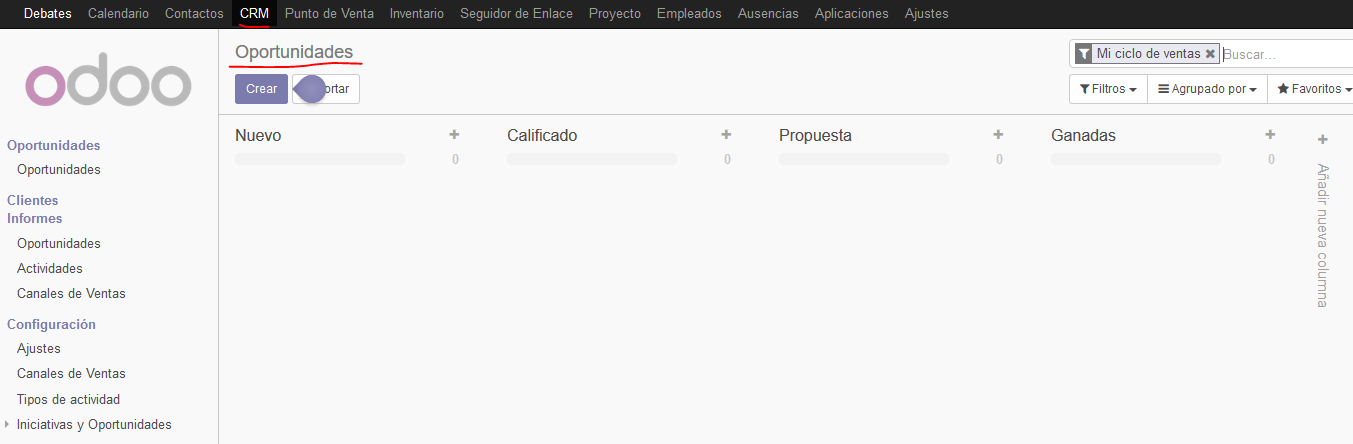 Debates Calendario Contactos CRM Punto de Venta Inventario Seguidor de Enlace Proyecto Empleados Ausencias Aplicaciones Ajustes
odoo
Oportunidades
Oportunidades
Clientes
Informes
Oportunidades
Actividades
Canales de Ventas
Configuración
Ajustes
Canales de Ventas
Tipos de actividad
Iniciativas y Oportunidades
Oportunidades
Mi ciclo de ventas Buscar...
Crear ortar
Filtros Agrupado por Favoritos
Nuevo + Calificado + Propuesta + Ganadas + +
0 0 0 0
Añadir nueva columna